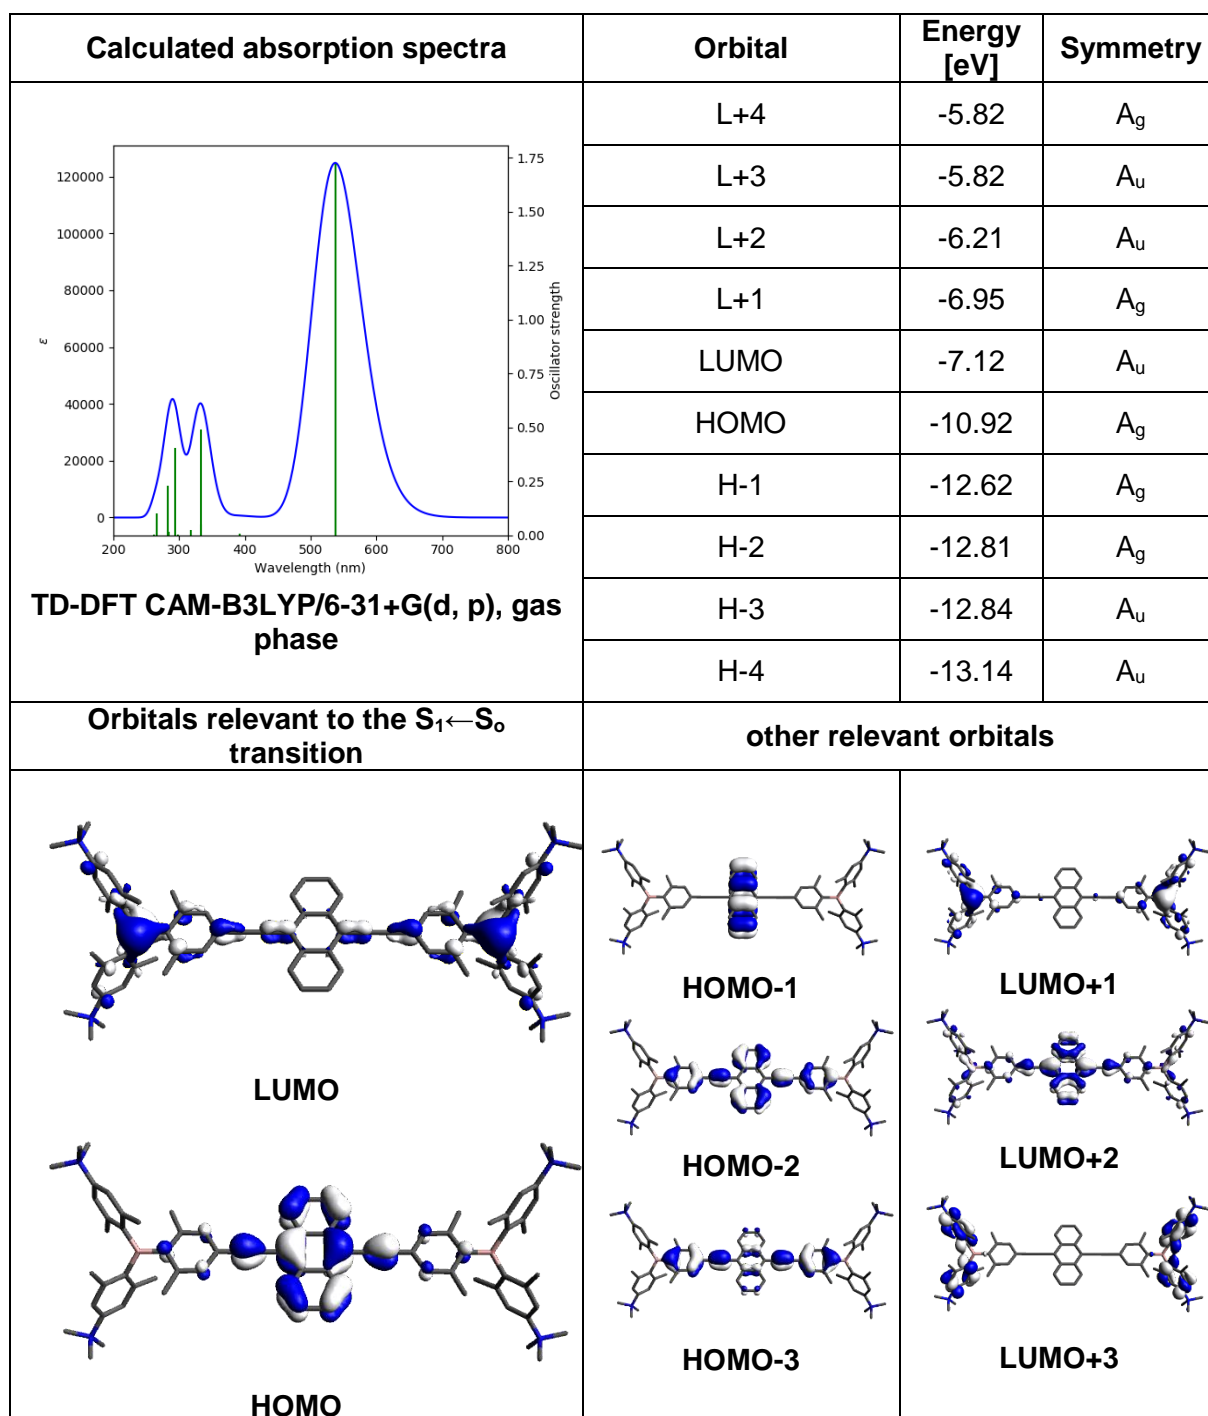 Calculated absorption spectra
Orbital
Energy [eV]
Symmetry
120000
100000
80000
60000
40000
20000
0
ε
1.75
1.50
1.25
1.00
0.75
0.50
0.25
0.00
Oscillator strength
200 300 400 500 600 700 800
Wavelength (nm)
TD-DFT CAM-B3LYP/6-31+G(d, p), gas
phase
L+4 -5.82 Ag
L+3 -5.82 Au
L+2 -6.21 Au
L+1 -6.95 Ag
LUMO -7.12 Au
HOMO -10.92 Ag
H-1 -12.62 Ag
H-2 -12.81 Ag
H-3 -12.84 Au
H-4 -13.14 Au
Orbitals relevant to the S₁←Sₒ
transition
other relevant orbitals
LUMO
HOMO
HOMO-1
HOMO-2
HOMO-3
LUMO+1
LUMO+2
LUMO+3